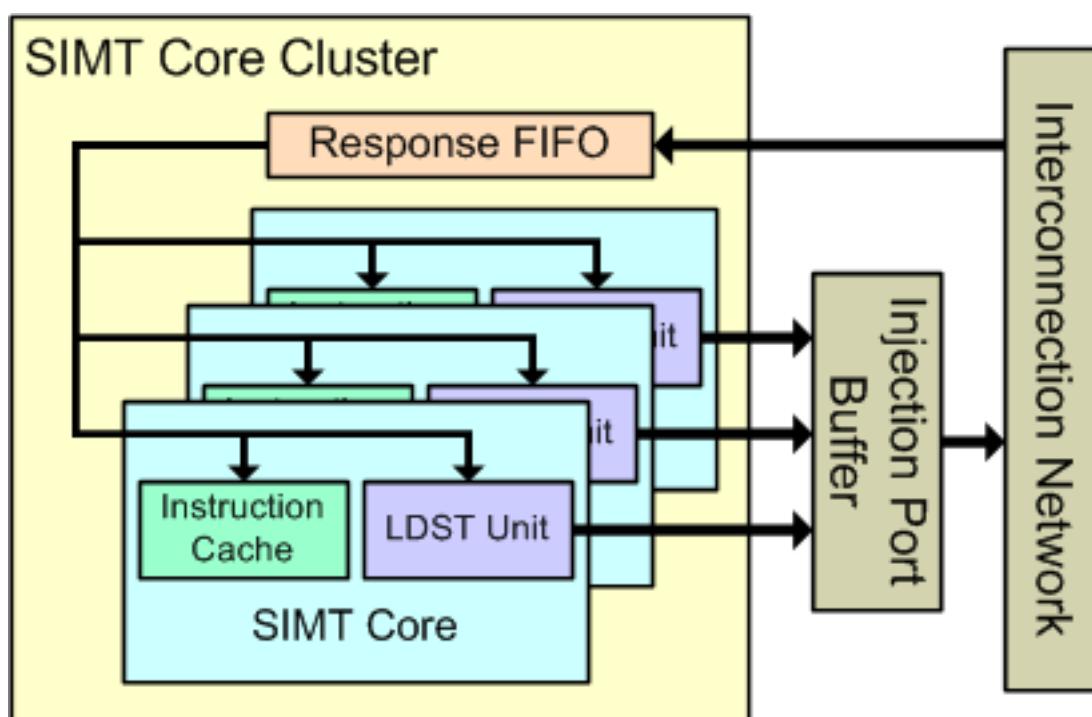 SIMT Core Cluster
Response FIFO
Instruction
Cache
LDST Unit
SIMT Core
Injection Port
Buffer
Interconnection Network